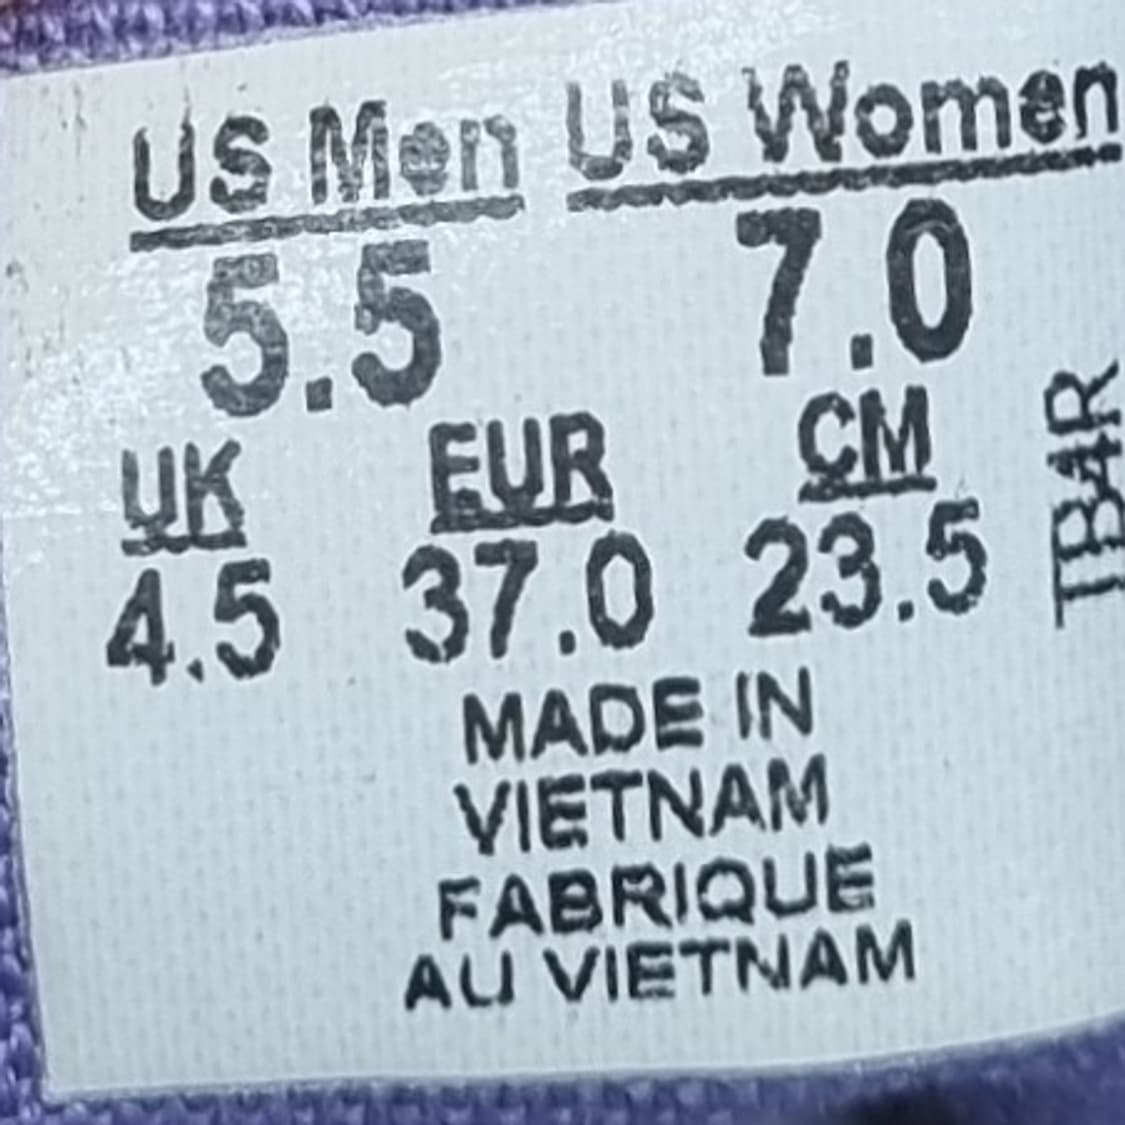 US Men US Women
5.5 7.0
UK EUR CM
4.5 37.0 23.5
TB4R
MADE IN
VIETNAM
FABRIQUE
AU VIETNAM